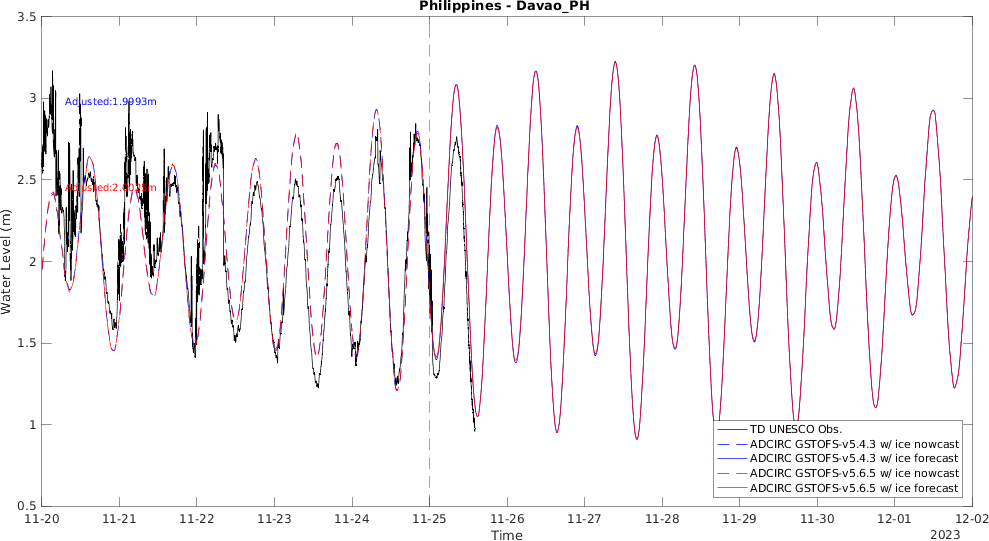 Philippines - Davao_PH
3.5
3
2.5
2
1.5
1
0.5
Water Level (m)
Adjusted:1.9993m
11-20
11-21
11-22
11-23
11-24
11-25
11-26
11-27
11-28
11-29
11-30
12-01
12-02
2023
Time
TD UNESCO Obs.
ADCIRC GSTOFS-v5.4.3 w/ ice nowcast
ADCIRC GSTOFS-v5.4.3 w/ ice forecast
ADCIRC GSTOFS-v5.6.5 w/ ice nowcast
ADCIRC GSTOFS-v5.6.5 w/ ice forecast